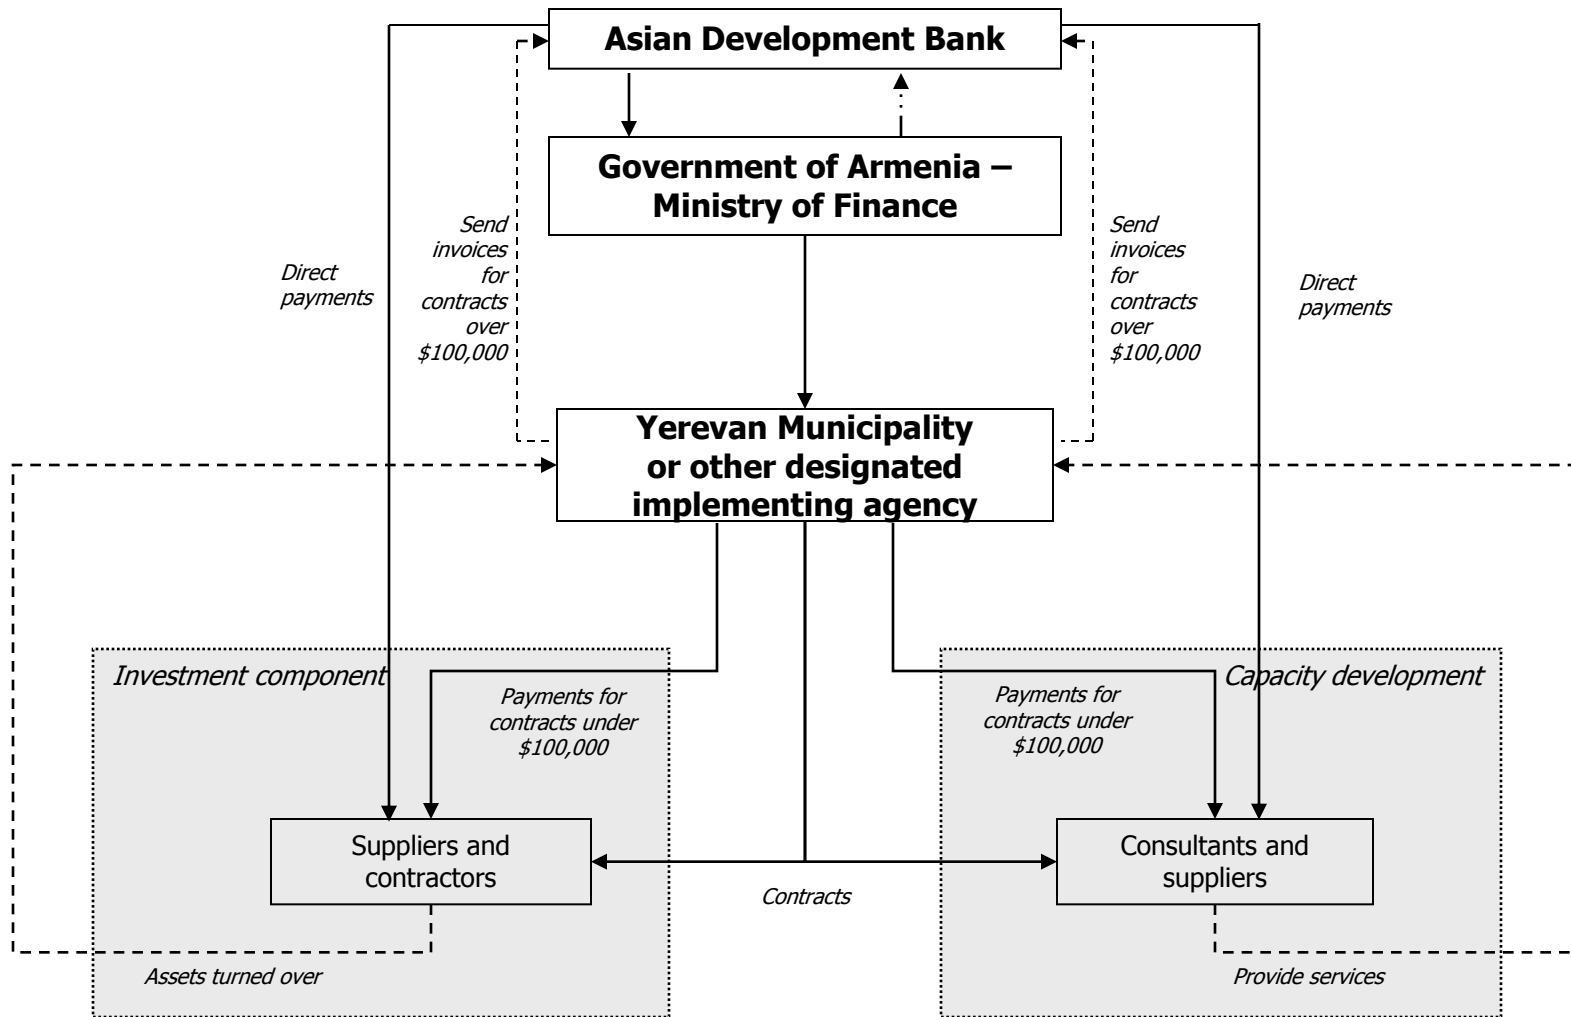 Asian Development Bank
Government of Armenia –
Ministry of Finance
Send
invoices
for
contracts
over
$100,000
Send
invoices
for
contracts
over
$100,000
Direct
payments
Direct
payments
Yerevan Municipality
or other designated
implementing agency
Investment component
Capacity development
Payments for
contracts under
$100,000
Payments for
contracts under
$100,000
Suppliers and
contractors
Consultants and
suppliers
Contracts
Assets turned over
Provide services